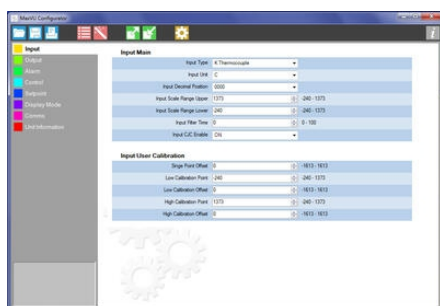 MaxVU Configurator
i
Input
Output
Alarm
Control
Setpoint
Display Mode
Comms
Unit Information
Input Main
Input Type K Thermocouple
Input Unit C
Input Decimal Position 0000
Input Scale Range Upper 1373 -240 - 1373
Input Scale Range Lower -240 -240 - 1373
Input Filter Time 0 0 - 100
Input CJC Enable ON
Input User Calibration
Single Point Offset 0 -1613 - 1613
Low Calibration Point -240 -240 - 1373
Low Calibration Offset 0 -1613 - 1613
High Calibration Point 1373 -240 - 1373
High Calibration Offset 0 -1613 - 1613